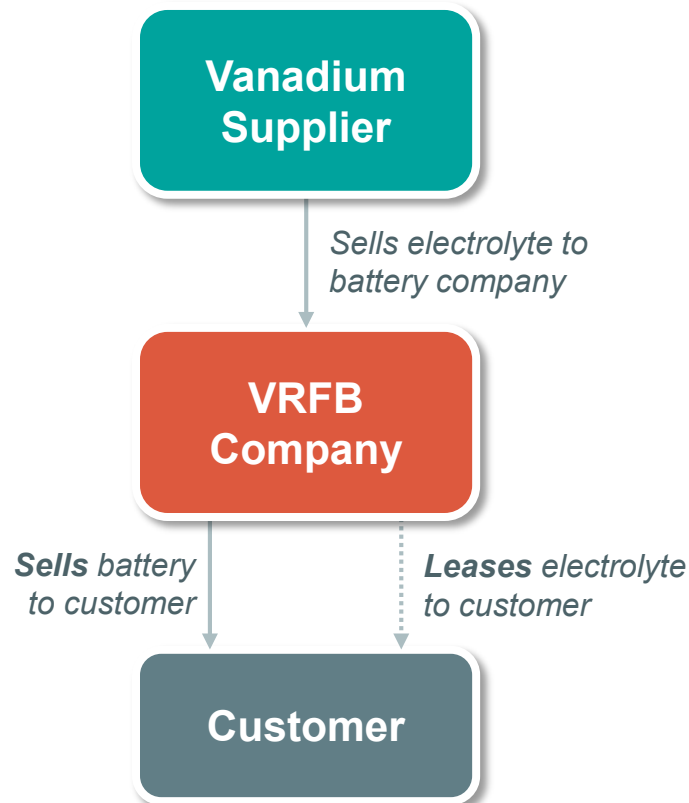 Vanadium
Supplier
Sells electrolyte to
battery company
VRFB
Company
Sells battery
to customer
Leases electrolyte
to customer
Customer